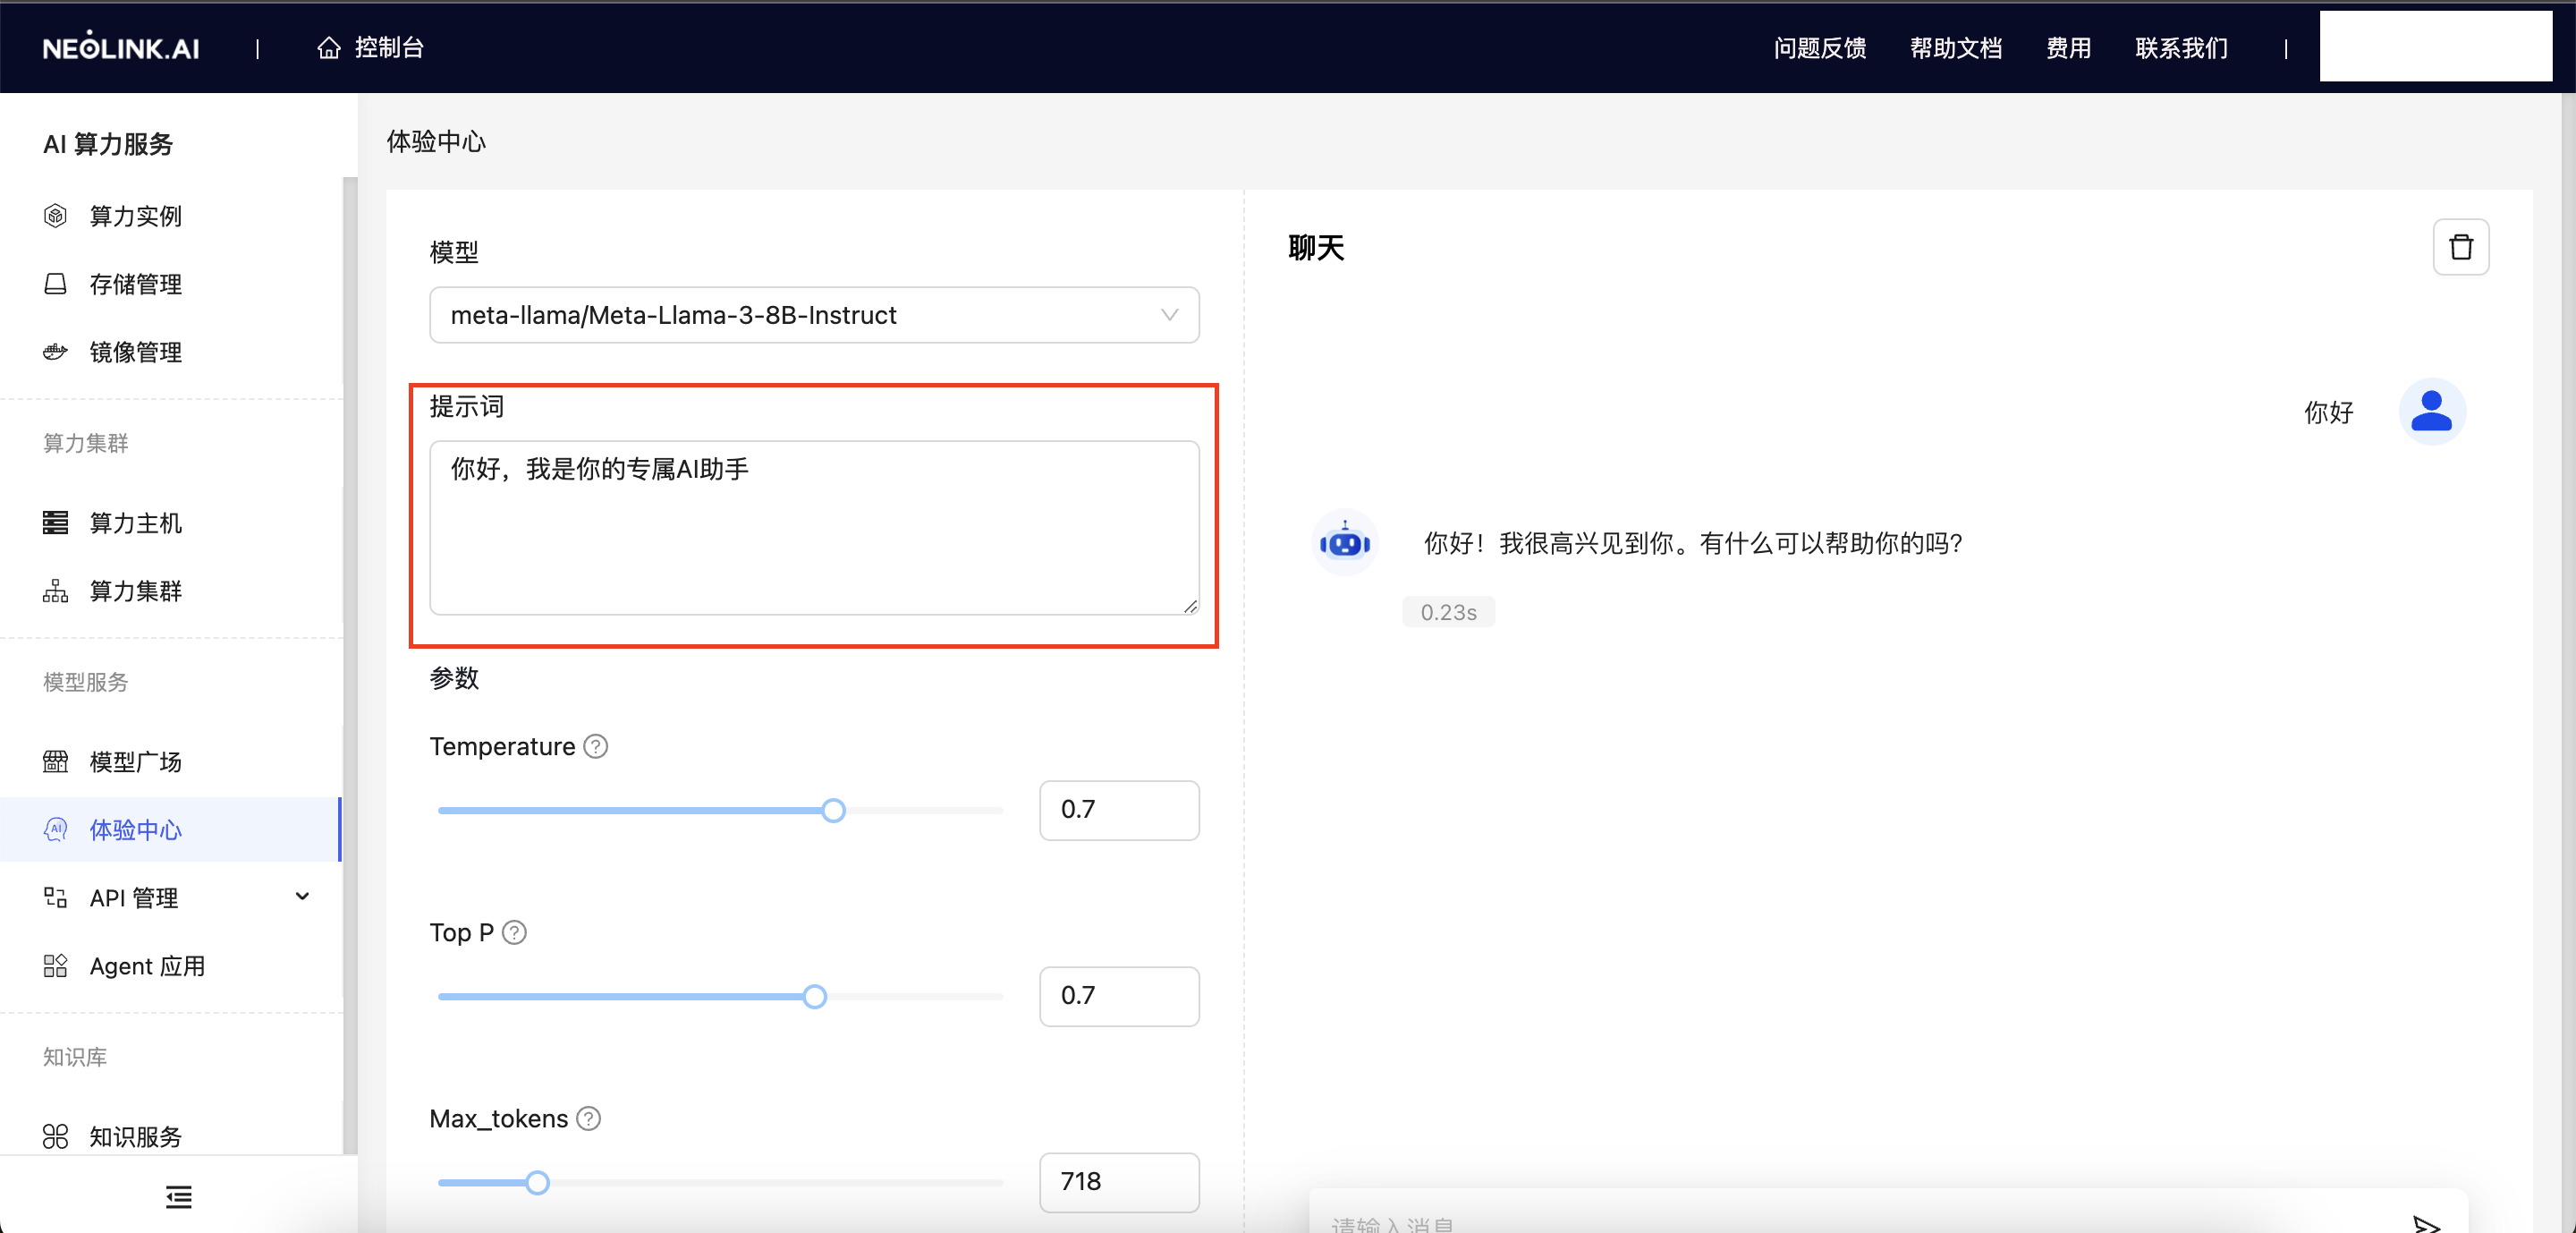 NEOLINK.AI | 控制台 问题反馈 帮助文档 费用 联系我们 |
AI 算力服务
算力实例
存储管理
镜像管理
算力集群
算力主机
算力集群
模型服务
模型广场
AI 体验中心
API 管理
Agent 应用
知识库
知识服务
体验中心
模型
meta-llama/Meta-Llama-3-8B-Instruct
提示词
你好，我是你的专属AI助手
参数
Temperature ?
0.7
Top P ?
0.7
Max_tokens ?
718
聊天
你好
你好！我很高兴见到你。有什么可以帮助你的吗？
0.23s
请输入消息